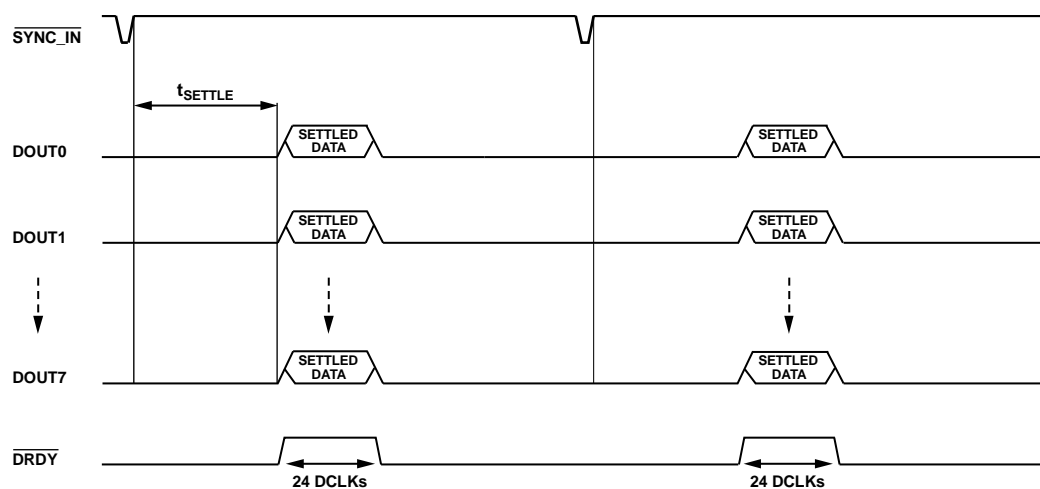 SYNC_IN
tSETTLE
DOUT0
SETTLED
DATA
SETTLED
DATA
DOUT1
SETTLED
DATA
SETTLED
DATA
DOUT7
SETTLED
DATA
SETTLED
DATA
DRDY
24 DCLKs
24 DCLKs